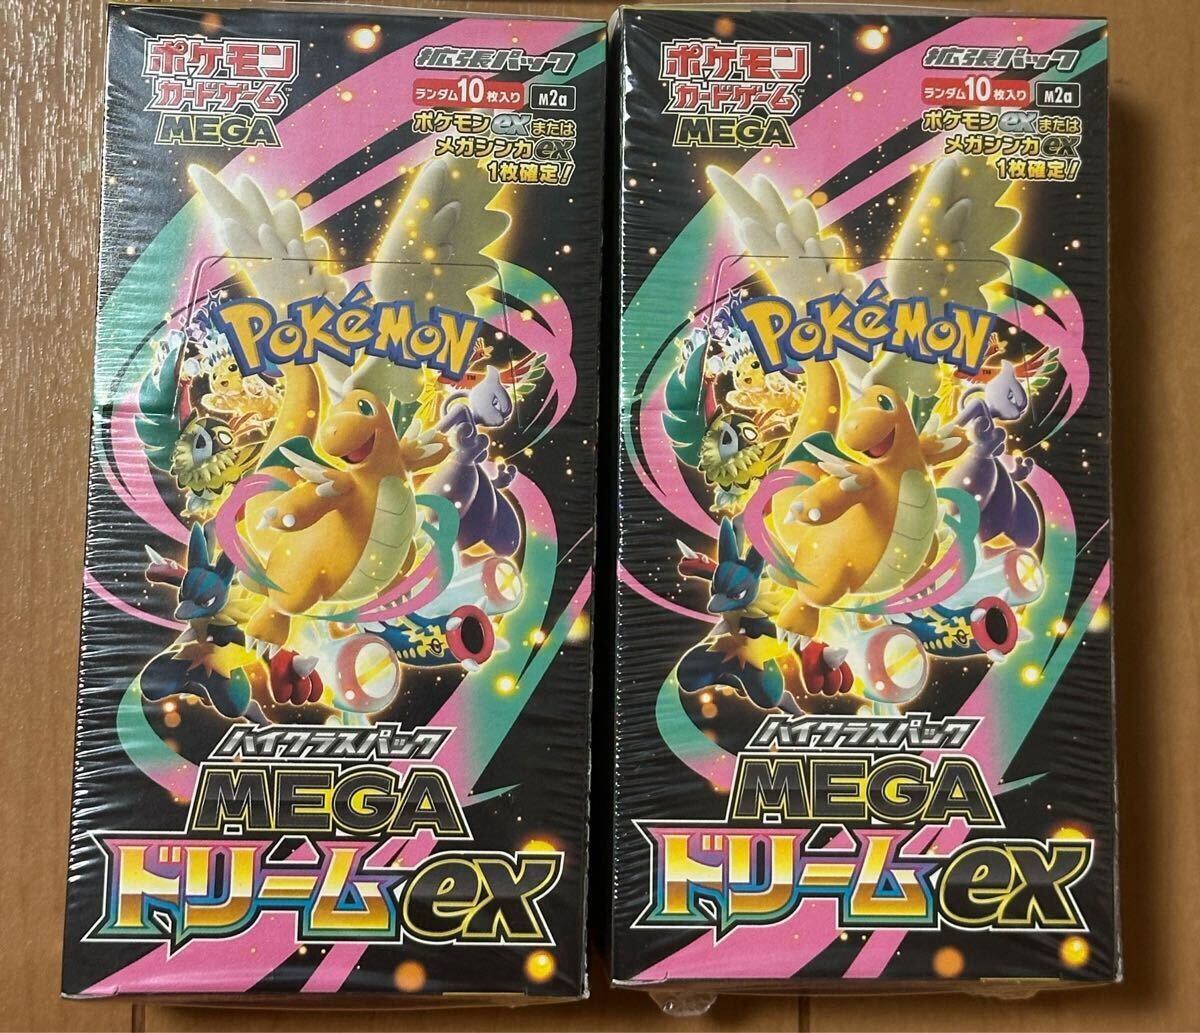 ポケモン
カードゲーム™
MEGA
拡張パック
ランダム10枚入り M2a
ポケモンexまたは
メガシンカex
1枚確定!
POKéMON™
ハイクラスパック
MEGA
ドリームex
ポケモン
カードゲーム™
MEGA
拡張パック
ランダム10枚入り M2a
ポケモンexまたは
メガシンカex
1枚確定!
POKéMON™
ハイクラスパック
MEGA
ドリームex